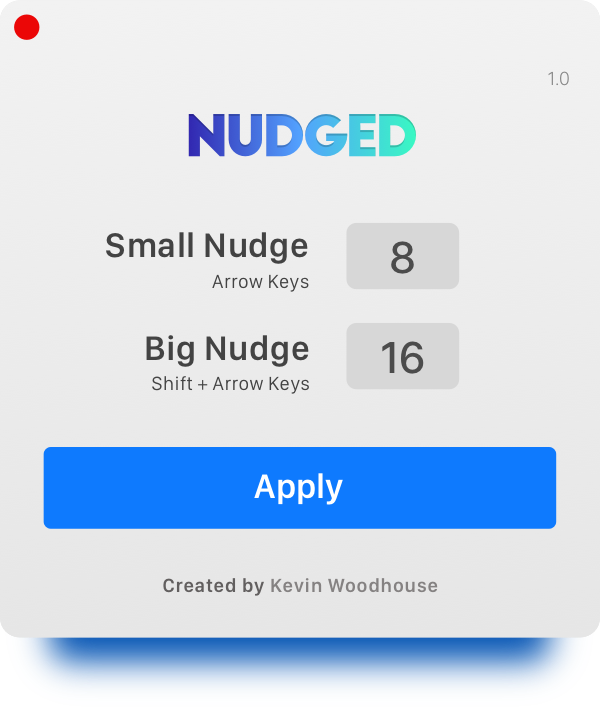 1.0
NUDGED
Small Nudge 8
Arrow Keys
Big Nudge 16
Shift + Arrow Keys
Apply
Created by Kevin Woodhouse